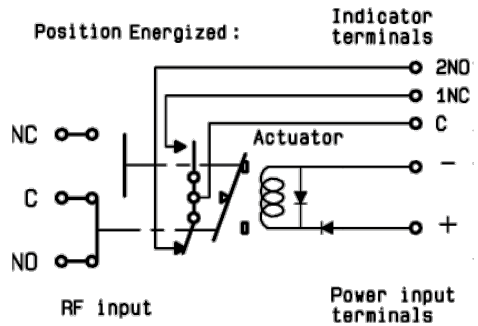 Position Energized:
Indicator
terminals
2NO
1NC
C
Actuator
NC
C
NO
-
+
RF input
Power input
terminals